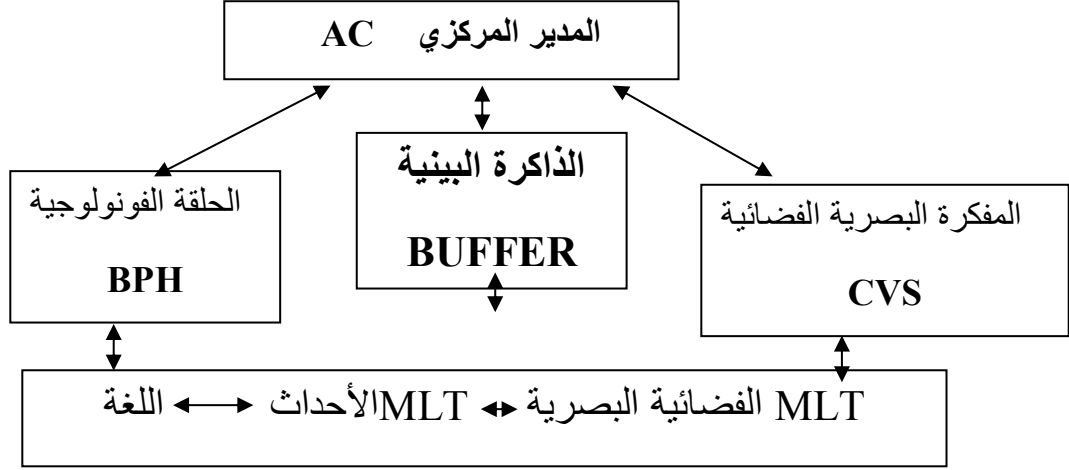 المدير المركزي AC
الذاكرة البينية
BUFFER
الحلقة الفونولوجية
BPH
المفكرة البصرية الفضائية
CVS
MLT الفضائية البصرية MLTالأحداث اللغة